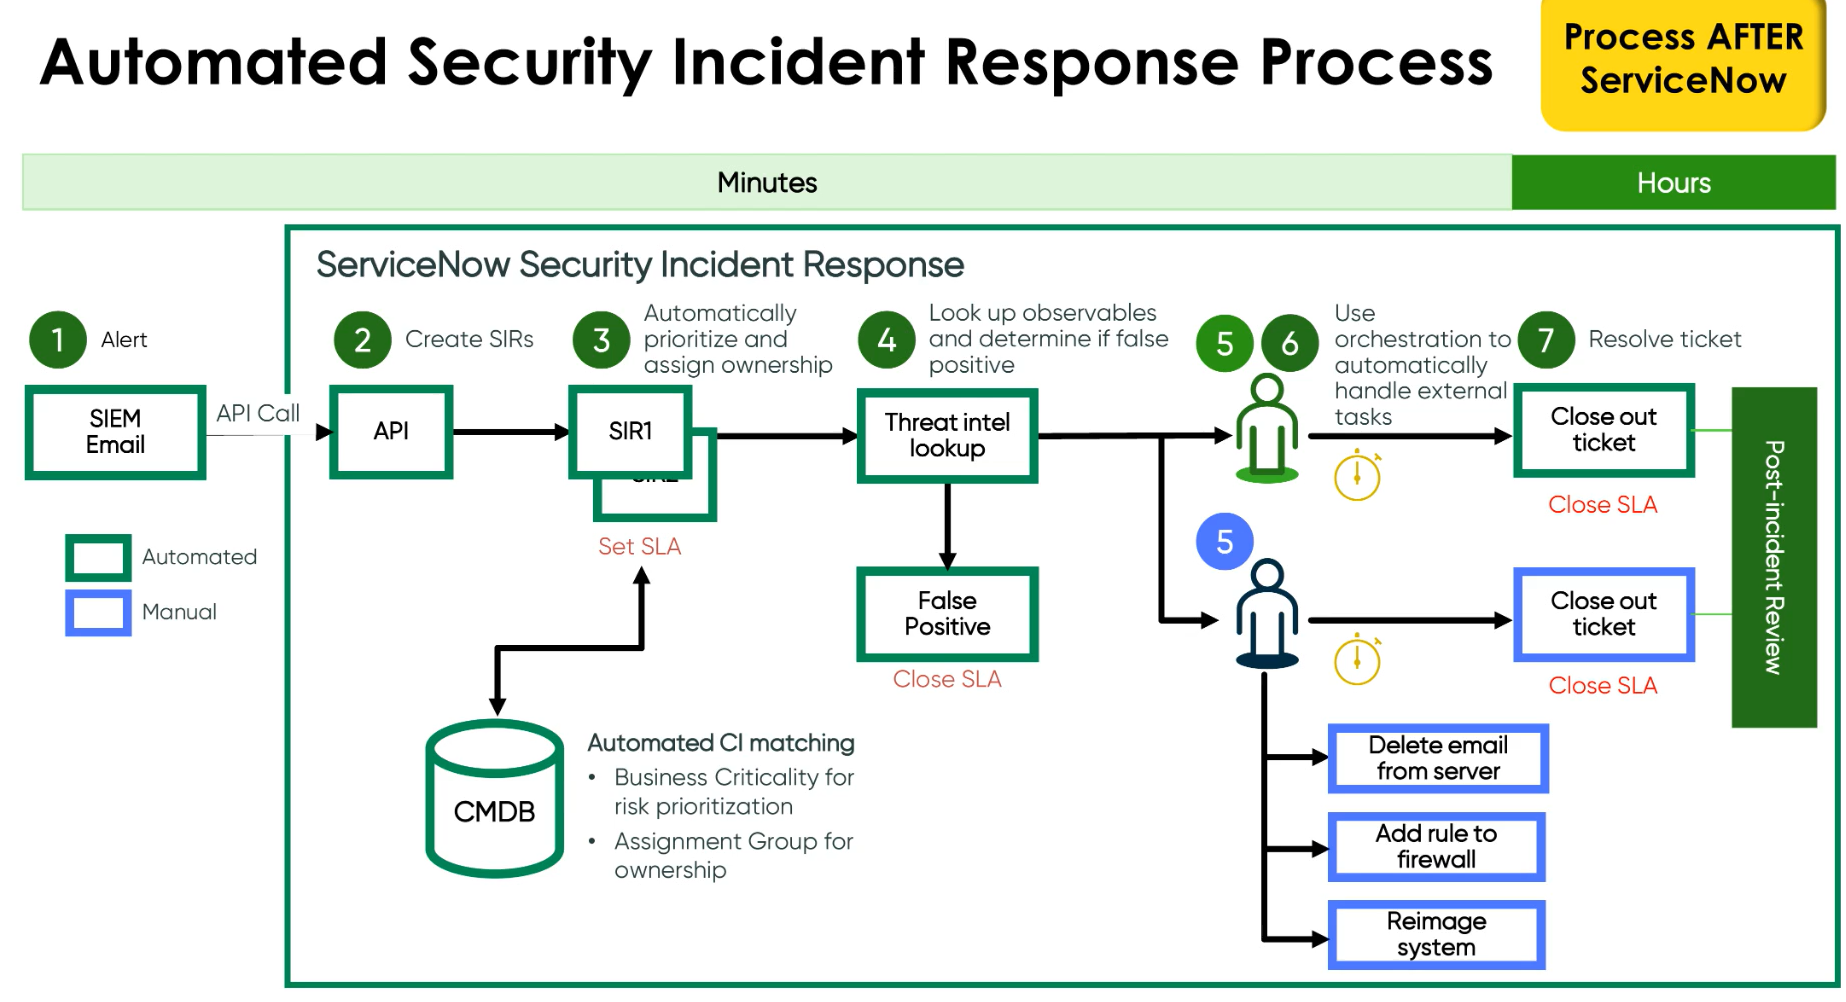 Automated Security Incident Response Process
Process AFTER
ServiceNow
Minutes
Hours
ServiceNow Security Incident Response
1
Alert
2
Create SIRs
3
Automatically
prioritize and
assign ownership
4
Look up observables
and determine if false
positive
5
6
Use
orchestration to
automatically
handle external
tasks
7
Resolve ticket
SIEM
Email
API Call
API
SIR1
Threat intel
lookup
Close out
ticket
Close SLA
Post-incident Review
Set SLA
Automated
Manual
False
Positive
Close SLA
5
Close out
ticket
Close SLA
CMDB
Automated CI matching
• Business Criticality for
risk prioritization
• Assignment Group for
ownership
Delete email
from server
Add rule to
firewall
Reimage
system